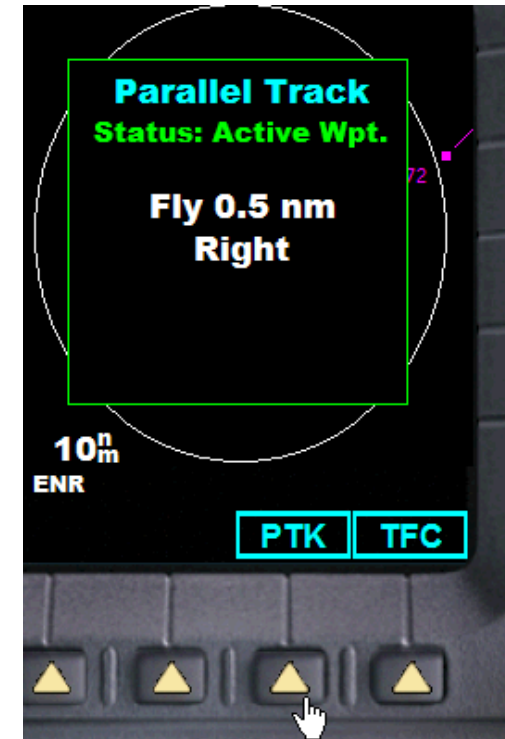 Parallel Track
Status: Active Wpt.
72
Fly 0.5 nm
Right
10nm
ENR
PTK TFC